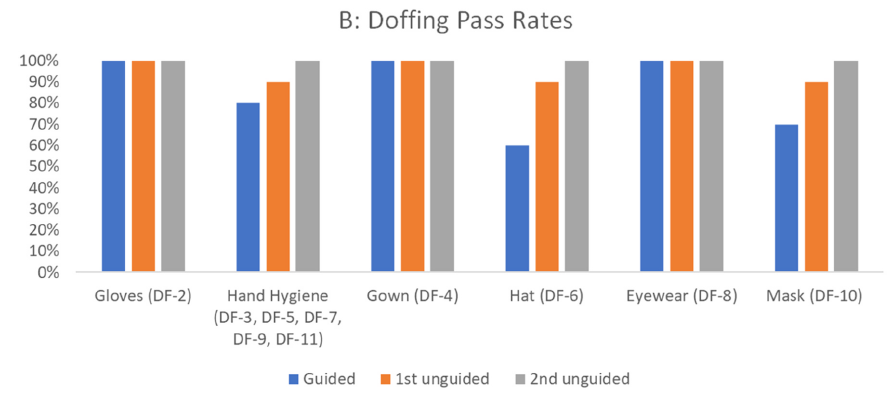 B: Doffing Pass Rates
100%
90%
80%
70%
60%
50%
40%
30%
20%
10%
0%
Gloves (DF-2)
Hand Hygiene
(DF-3, DF-5, DF-7,
DF-9, DF-11)
Gown (DF-4)
Hat (DF-6)
Eyewear (DF-8)
Mask (DF-10)
Guided
1st unguided
2nd unguided